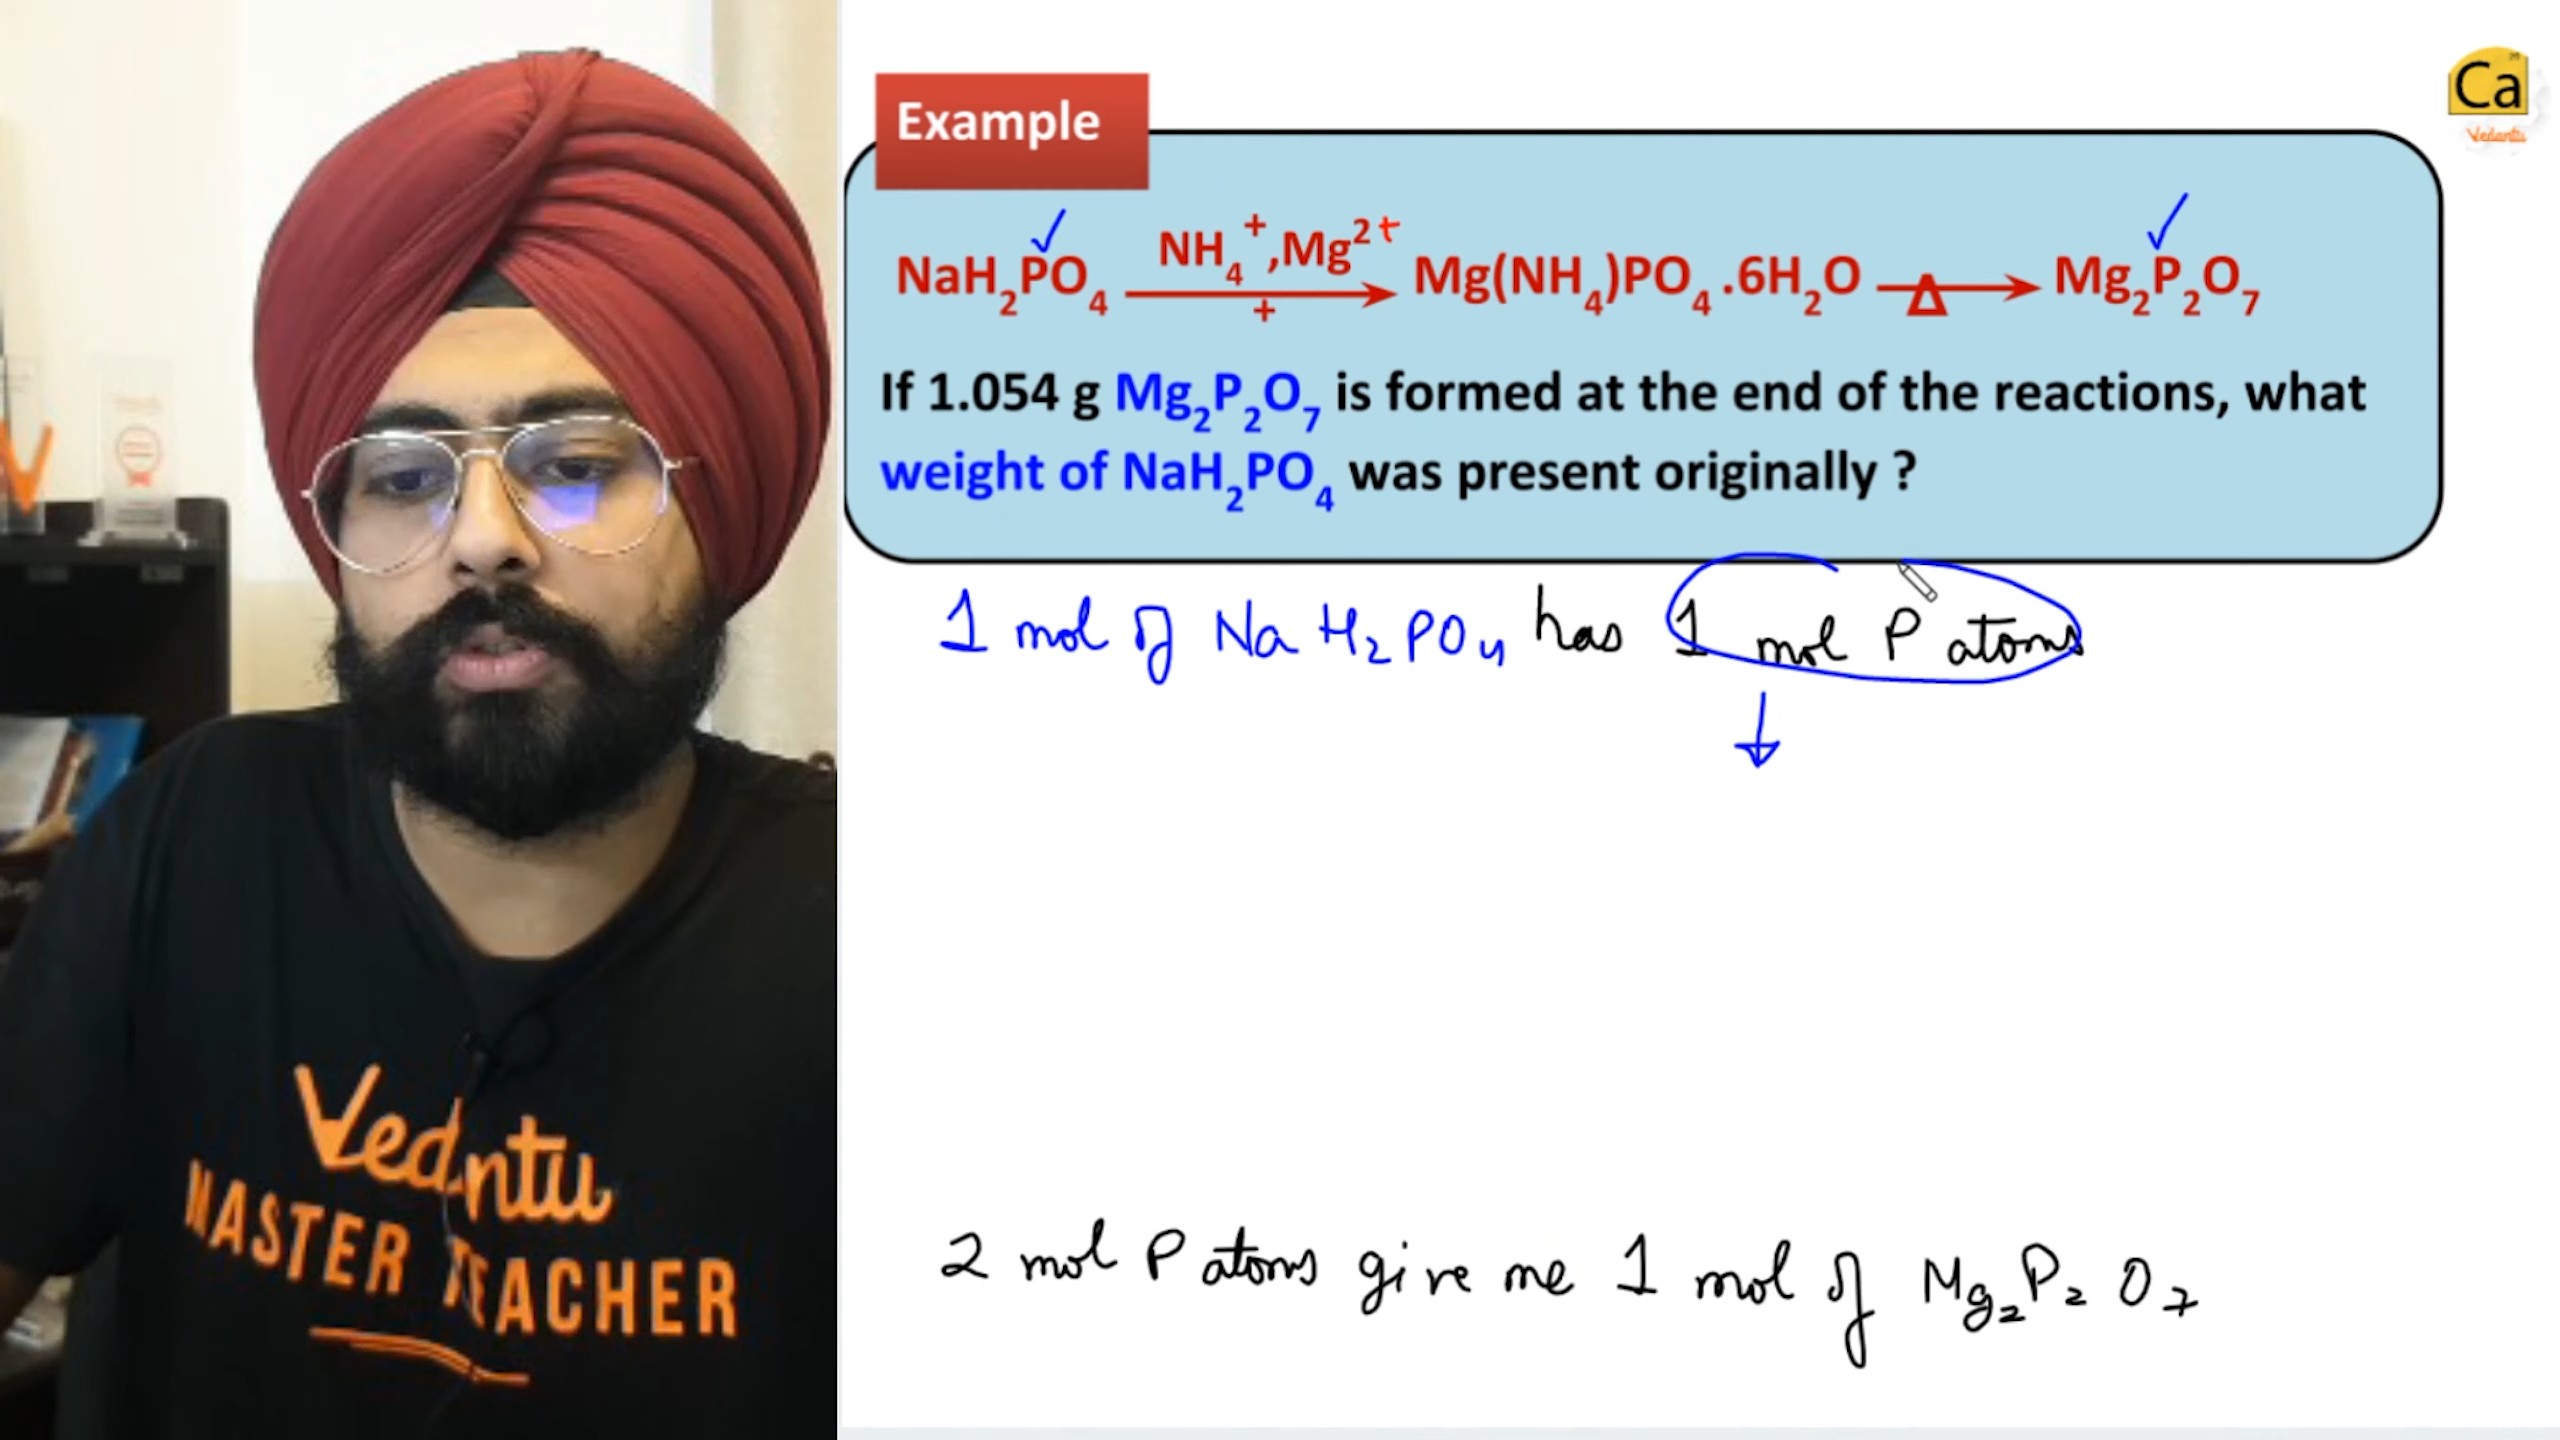 Ca
Vedantu
Example
NaH₂PO₄ NH₄⁺,Mg²⁺ + Mg(NH₄)PO₄.6H₂O Δ Mg₂P₂O₇
If 1.054 g Mg₂P₂O₇ is formed at the end of the reactions, what
weight of NaH₂PO₄ was present originally ?
1 mol of NaH₂PO₄ has 1 mol P atoms
2 mol P atoms give me 1 mol of Mg₂P₂O₇
Vedantu
MASTER TEACHER